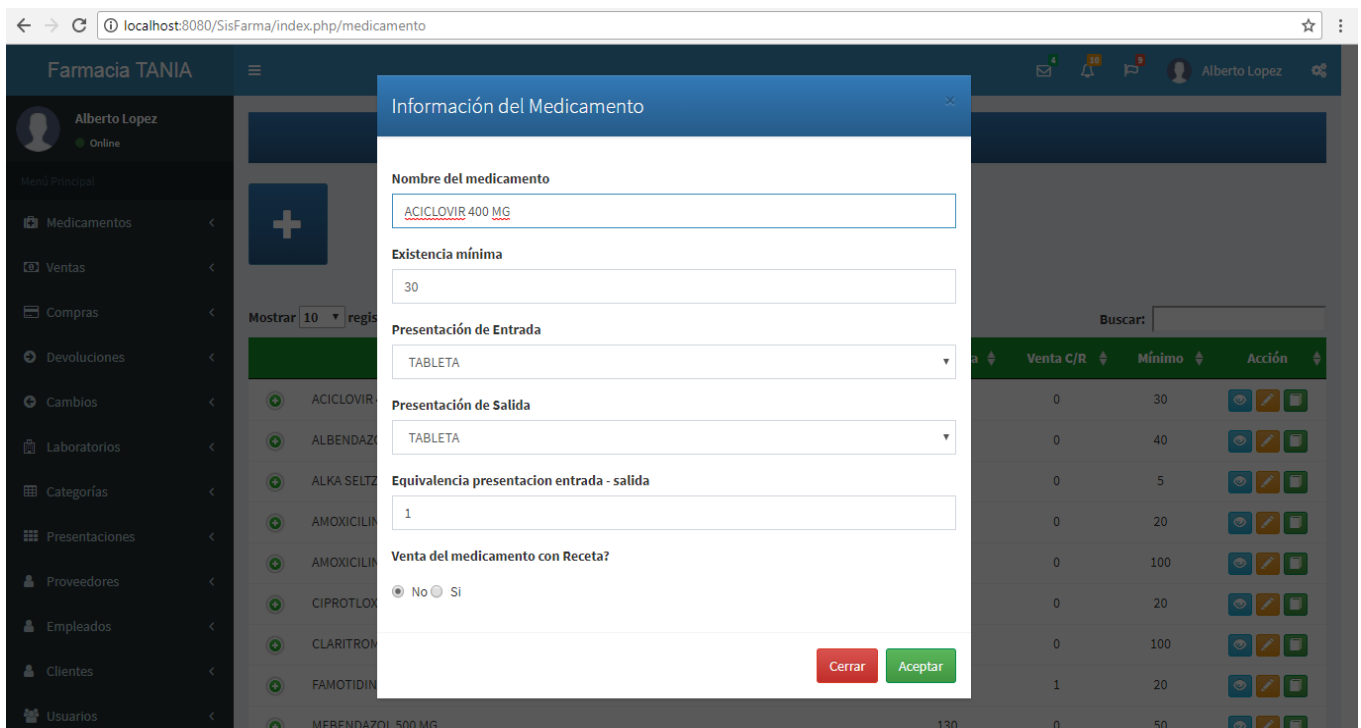 localhost:8080/SisFarma/index.php/medicamento
Farmacia TANIA
4
10
9
Alberto Lopez
Alberto Lopez
Online
Menú Principal
Medicamentos
Ventas
Compras
Devoluciones
Cambios
Laboratorios
Categorías
Presentaciones
Proveedores
Empleados
Clientes
Usuarios
Información del Medicamento
×
Nombre del medicamento
ACICLOVIR 400 MG
Existencia mínima
30
Presentación de Entrada
TABLETA
Presentación de Salida
TABLETA
Equivalencia presentacion entrada - salida
1
Venta del medicamento con Receta?
No Si
Cerrar Aceptar
Mostrar 10 regis
Buscar:
a Venta C/R Mínimo Acción
ACICLOVIR 0 30
ALBENDAZO 0 40
ALKA SELTZ 0 5
AMOXICILIN 0 20
AMOXICILIN 0 100
CIPROTLOX 0 20
CLARITROM 0 100
FAMOTIDIN 1 20
MEBENDAZOL 500 MG 130 0 50